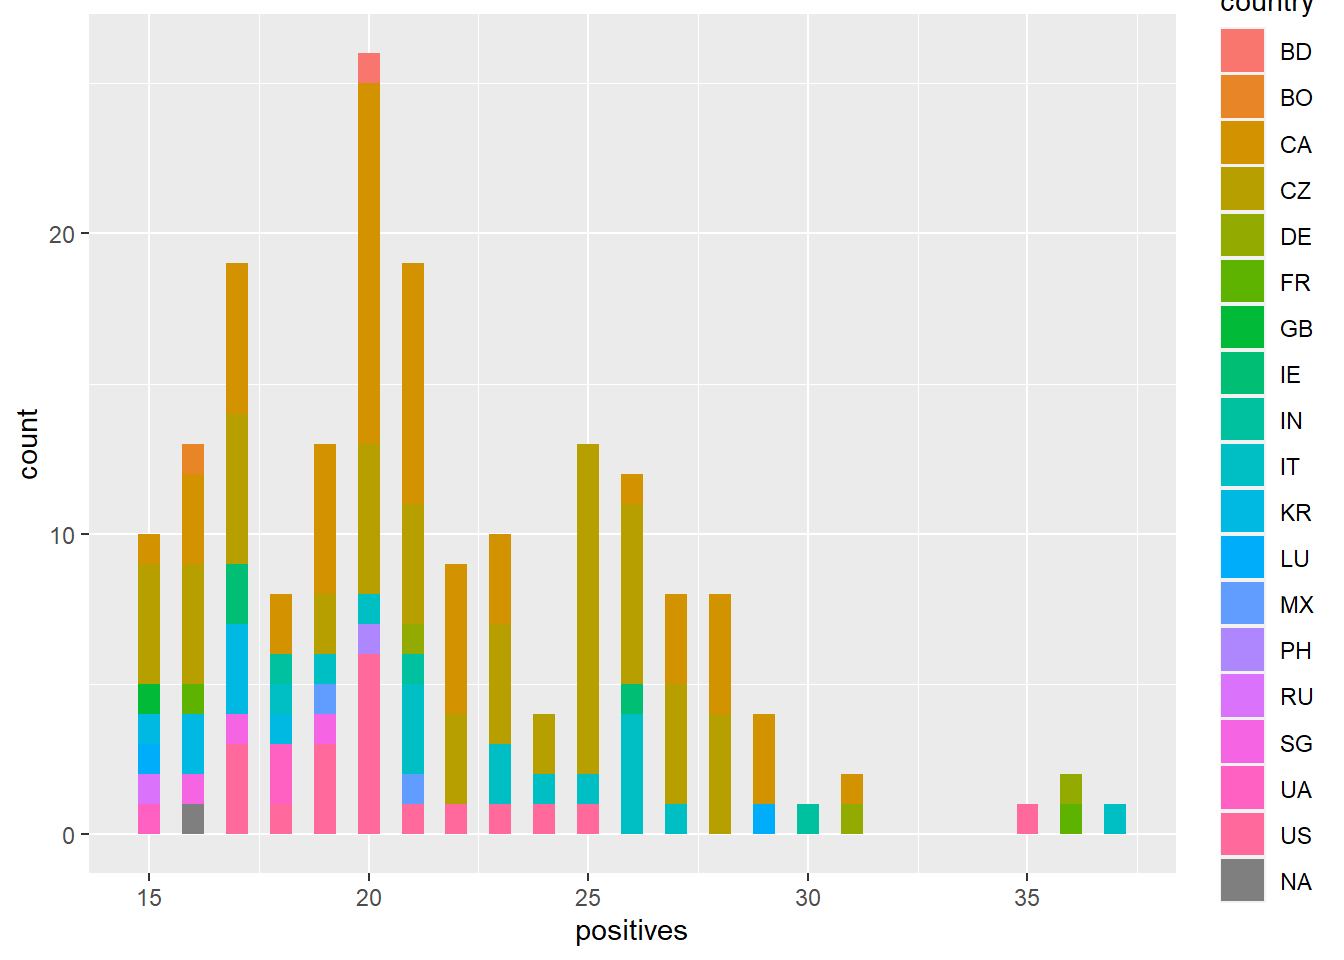 country
BD
BO
CA
CZ
DE
FR
GB
IE
IN
IT
KR
LU
MX
PH
RU
SG
UA
US
NA
count
20
10
0
15 20 25 30 35
positives